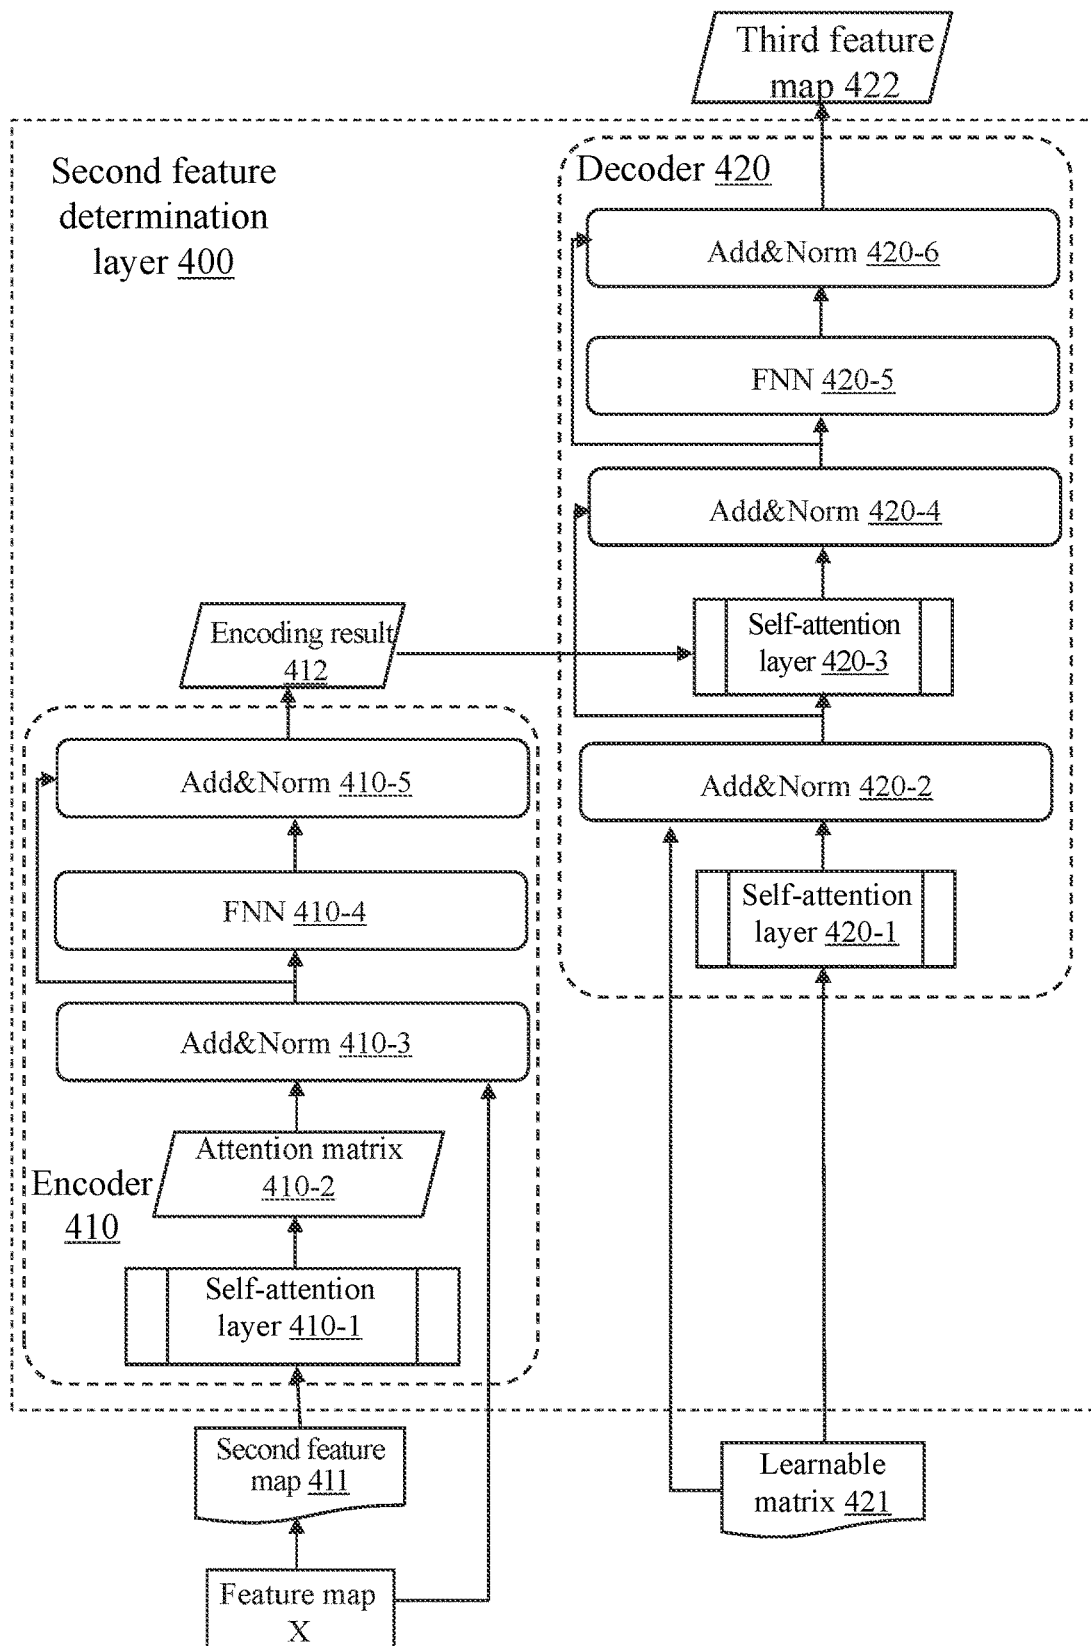 Third feature
map 422
Second feature
determination
layer 400
Decoder 420
Add&Norm 420-6
FNN 420-5
Add&Norm 420-4
Self-attention
layer 420-3
Encoding result
412
Add&Norm 420-2
Add&Norm 410-5
Self-attention
layer 420-1
FNN 410-4
Add&Norm 410-3
Attention matrix
410-2
Encoder
410
Self-attention
layer 410-1
Second feature
map 411
Learnable
matrix 421
Feature map
X